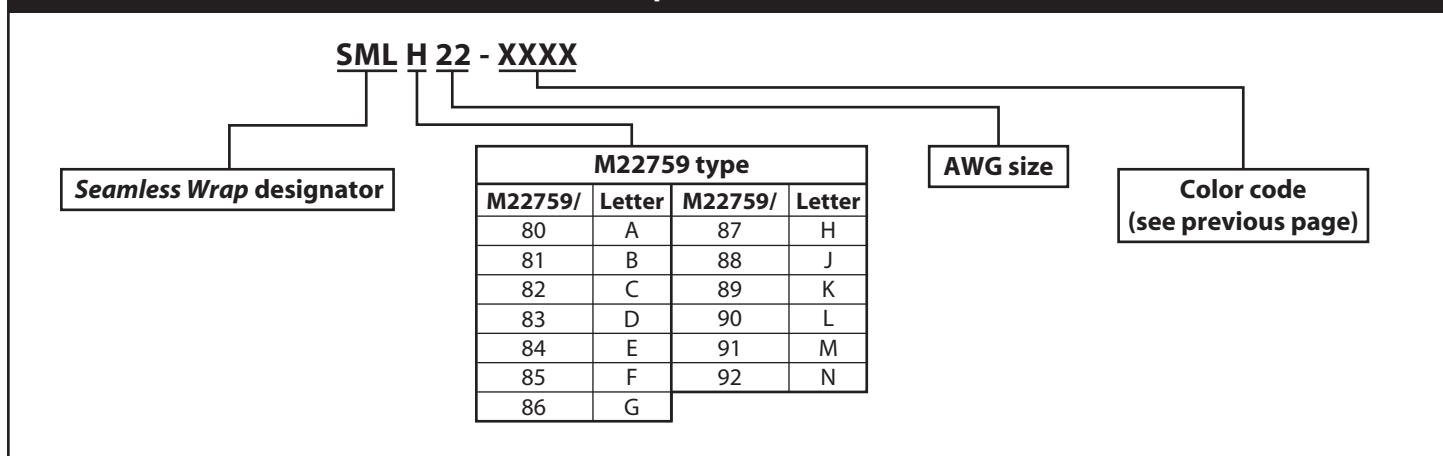 SML H 22 - XXXX
Seamless Wrap designator
M22759 type
M22759/ Letter M22759/ Letter
80 A 87 H
81 B 88 J
82 C 89 K
83 D 90 L
84 E 91 M
85 F 92 N
86 G
AWG size
Color code
(see previous page)